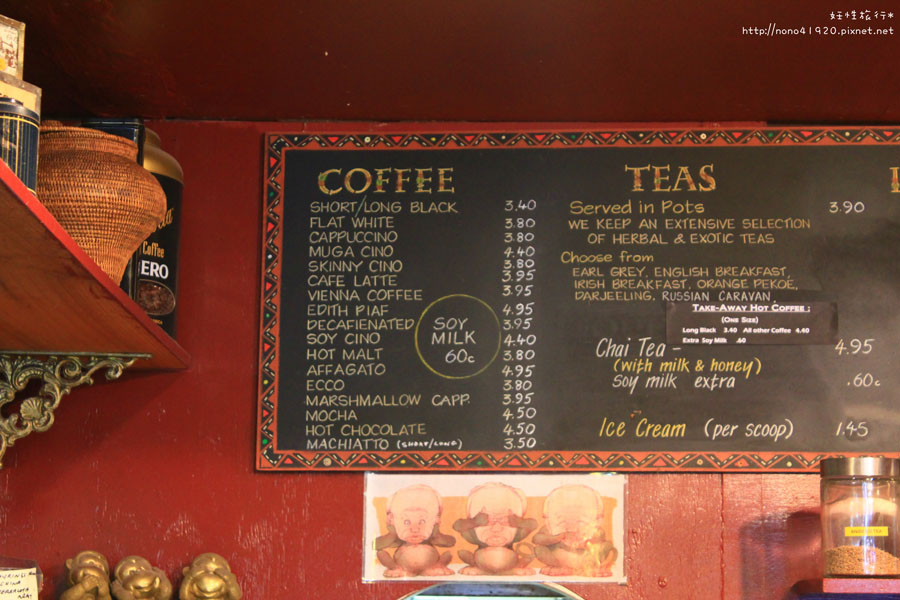 妊性旅行*
http://nono41920.pixnet.net
COFFEE
SHORT/LONG BLACK 3.40
FLAT WHITE 3.80
CAPPUCCINO 3.80
MUGA CINO 4.40
SKINNY CINO 3.80
CAFE LATTE 3.95
VIENNA COFFEE 3.95
EDITH PIAF 4.95
DECAFIENATED 3.95
SOY CINO 4.40
HOT MALT 3.80
AFFAGATO 4.95
ECCO 3.80
MARSHMALLOW CAPP. 3.95
MOCHA 4.50
HOT CHOCOLATE 4.50
MACHIATTO (SHORT/LONG) 3.50
SOY
MILK
60c
TEAS
Served in Pots 3.90
WE KEEP AN EXTENSIVE SELECTION
OF HERBAL & EXOTIC TEAS
Choose from
EARL GREY, ENGLISH BREAKFAST,
IRISH BREAKFAST, ORANGE PEKOE,
DARJEELING, RUSSIAN CARAVAN.
TAKE-AWAY HOT COFFEE :
(ONE SIZE)
Long Black 3.40 All other Coffee 4.40
Extra Soy Milk .60
Chai Tea - 4.95
(with milk & honey)
Soy milk extra .60c
Ice Cream (per scoop) 1.45
Coffee
ERO